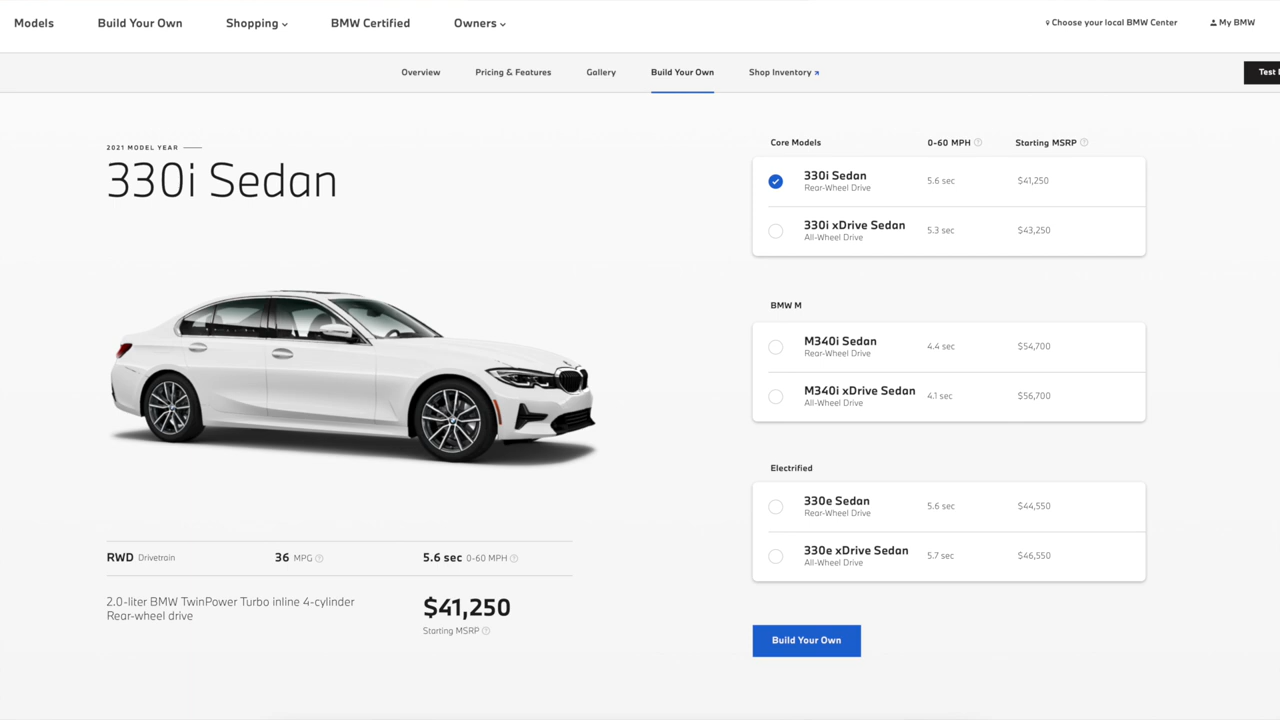 Models Build Your Own Shopping BMW Certified Owners Choose your local BMW Center My BMW
Overview Pricing & Features Gallery Build Your Own Shop Inventory Test
2021 MODEL YEAR
330i Sedan
RWD Drivetrain 36 MPG 5.6 sec 0-60 MPH
2.0-liter BMW TwinPower Turbo inline 4-cylinder
Rear-wheel drive
$41,250
Starting MSRP
Core Models 0-60 MPH Starting MSRP
330i Sedan 5.6 sec $41,250
Rear-Wheel Drive
330i xDrive Sedan 5.3 sec $43,250
All-Wheel Drive
BMW M
M340i Sedan 4.4 sec $54,700
Rear-Wheel Drive
M340i xDrive Sedan 4.1 sec $56,700
All-Wheel Drive
Electrified
330e Sedan 5.6 sec $44,550
Rear-Wheel Drive
330e xDrive Sedan 5.7 sec $46,550
All-Wheel Drive
Build Your Own